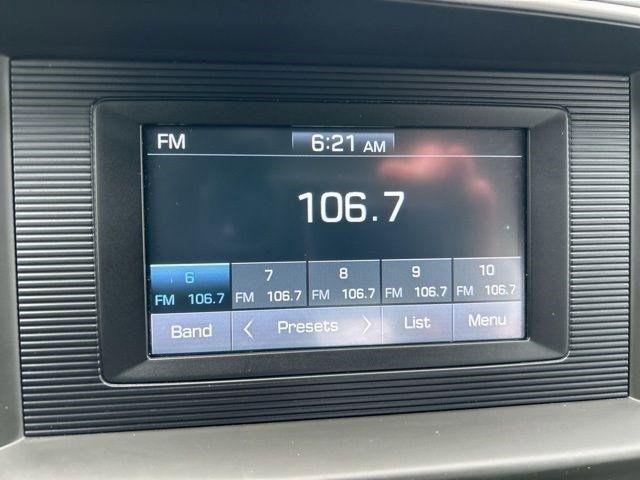 FM 6:21 AM
106.7
6 7 8 9 10
FM 106.7 FM 106.7 FM 106.7 FM 106.7 FM 106.7
Band < Presets > List Menu